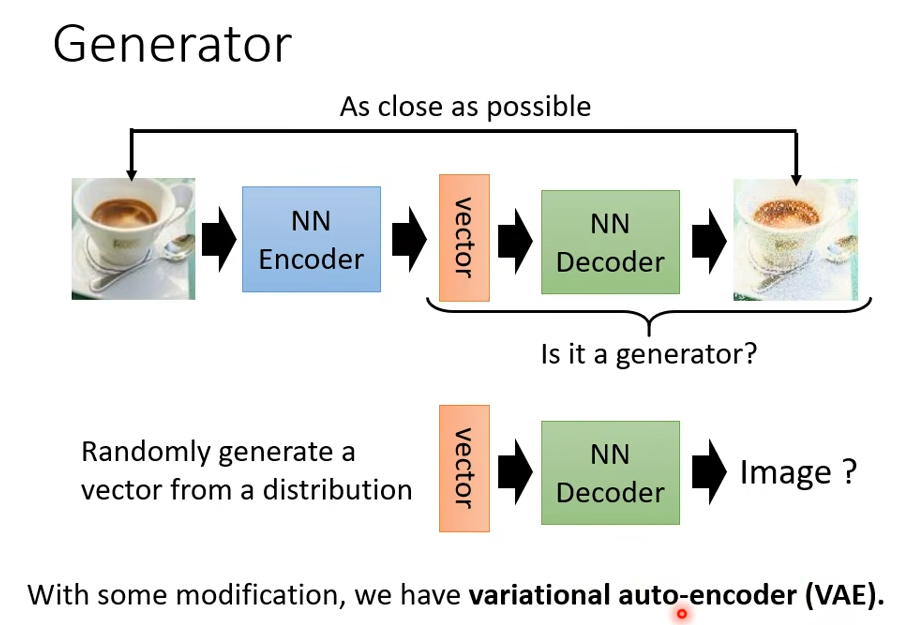 Generator
As close as possible
NN
Encoder
vector
NN
Decoder
Is it a generator?
Randomly generate a
vector from a distribution
vector
NN
Decoder
Image ?
With some modification, we have variational auto-encoder (VAE).